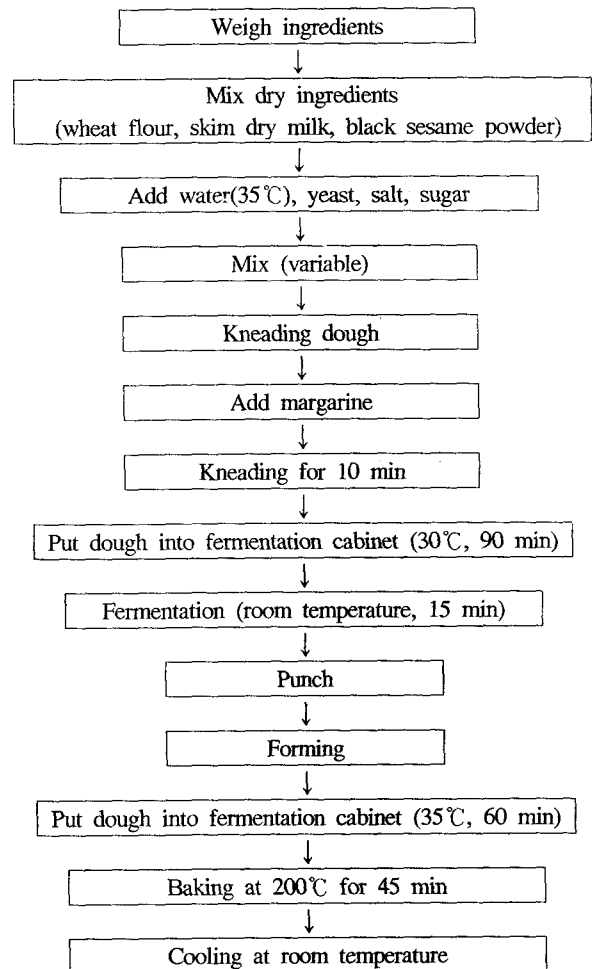 Weigh ingredients
Mix dry ingredients
(wheat flour, skim dry milk, black sesame powder)
Add water(35℃), yeast, salt, sugar
Mix (variable)
Kneading dough
Add margarine
Kneading for 10 min
Put dough into fermentation cabinet (30℃, 90 min)
Fermentation (room temperature, 15 min)
Punch
Forming
Put dough into fermentation cabinet (35℃, 60 min)
Baking at 200℃ for 45 min
Cooling at room temperature